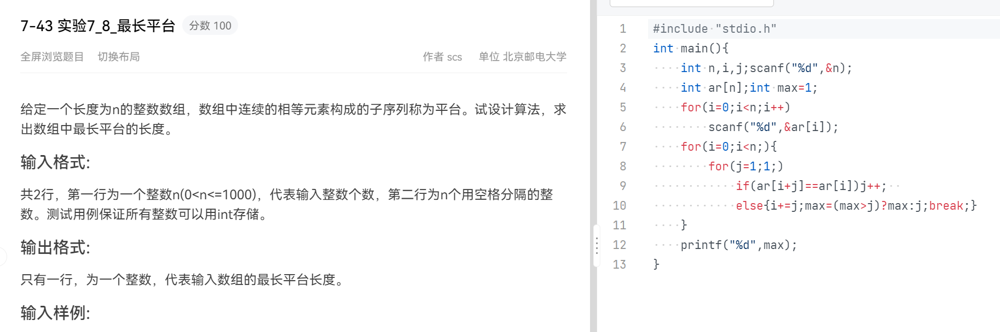 7-43 实验7_8_最长平台 分数 100
全屏浏览题目 切换布局 作者 scs 单位 北京邮电大学
给定一个长度为n的整数数组，数组中连续的相等元素构成的子序列称为平台。试设计算法，求
出数组中最长平台的长度。
输入格式:
共2行，第一行为一个整数n(0<n<=1000)，代表输入整数个数，第二行为n个用空格分隔的整
数。测试用例保证所有整数可以用int存储。
输出格式:
只有一行，为一个整数，代表输入数组的最长平台长度。
输入样例:
1 #include "stdio.h"
2 int main(){
3     int n,i,j;scanf("%d",&n);
4     int ar[n];int max=1;
5     for(i=0;i<n;i++)
6         scanf("%d",&ar[i]);
7     for(i=0;i<n;){
8         for(j=1;1;)
9             if(ar[i+j]==ar[i])j++;
10             else{i+=j;max=(max>j)?max:j;break;}
11     }
12     printf("%d",max);
13 }